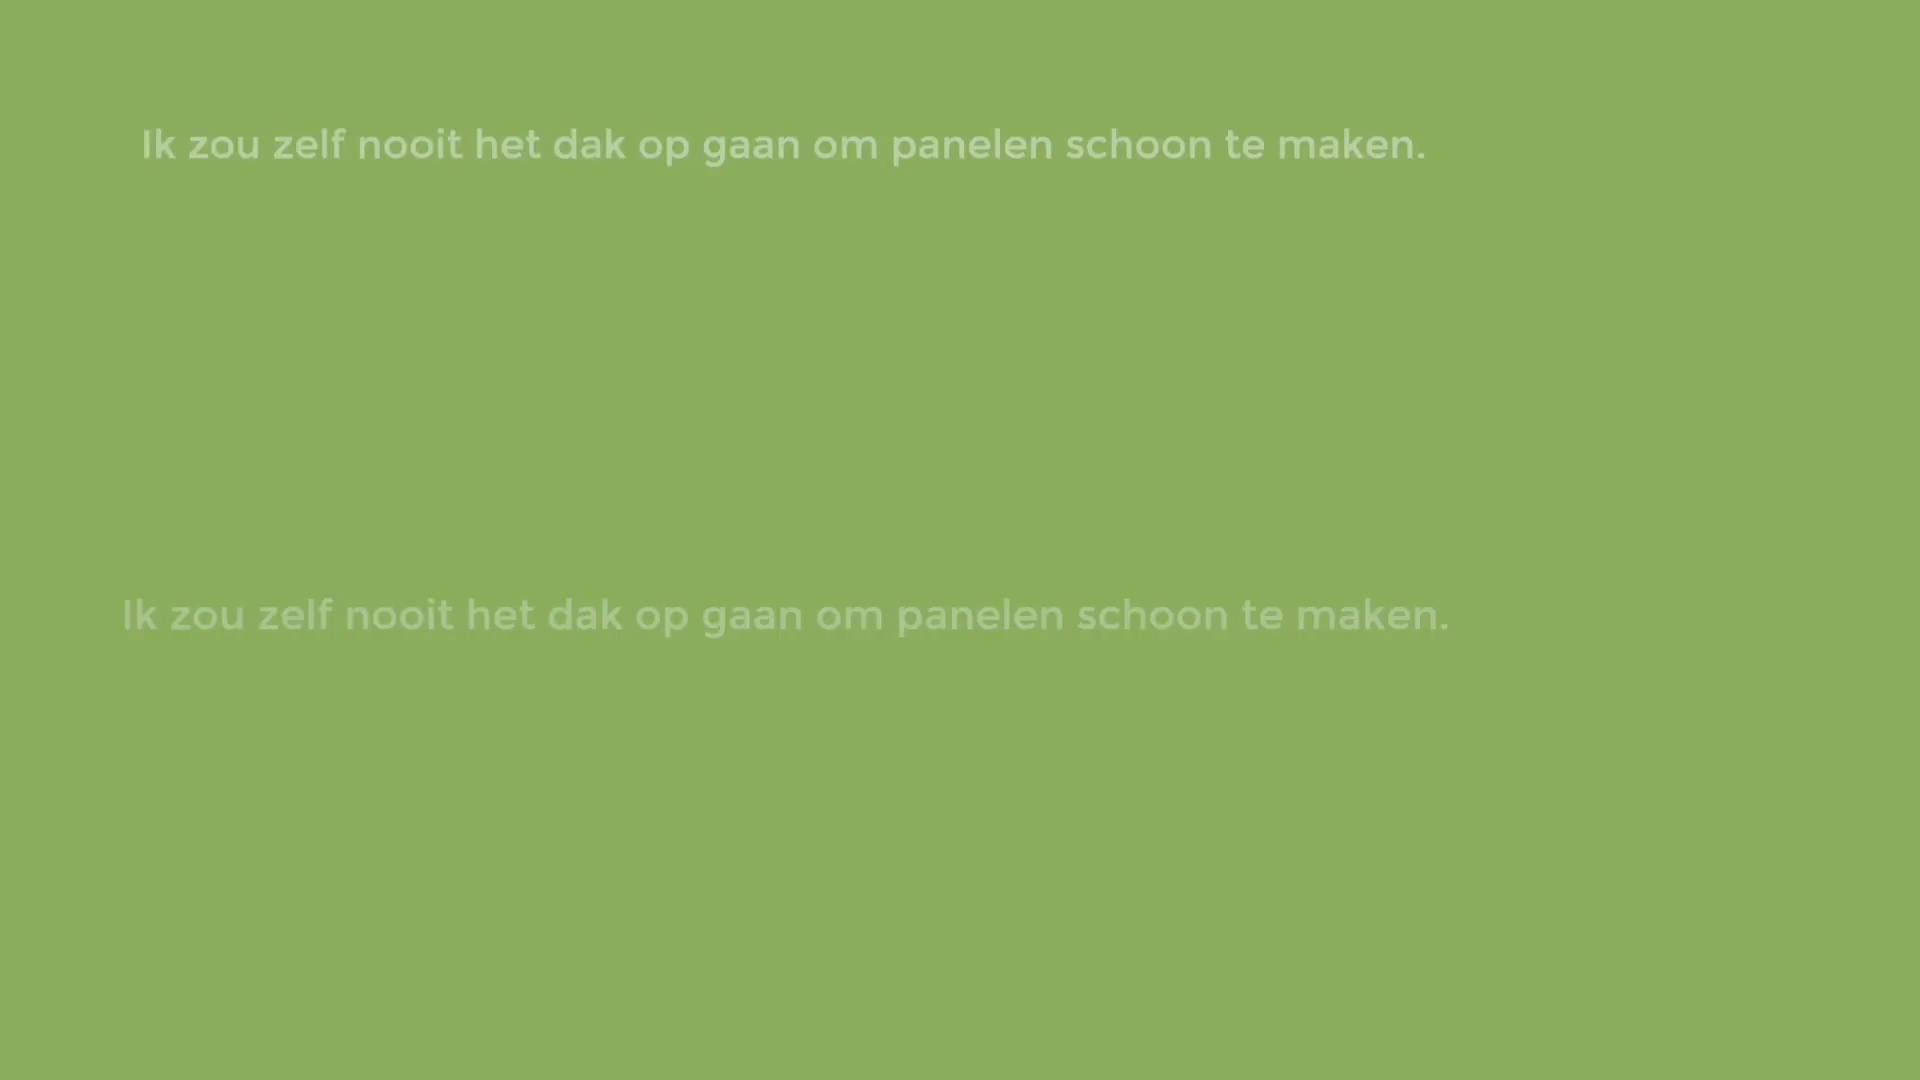 Ik zou zelf nooit het dak op gaan om panelen schoon te maken.
Ik zou zelf nooit het dak op gaan om panelen schoon te maken.